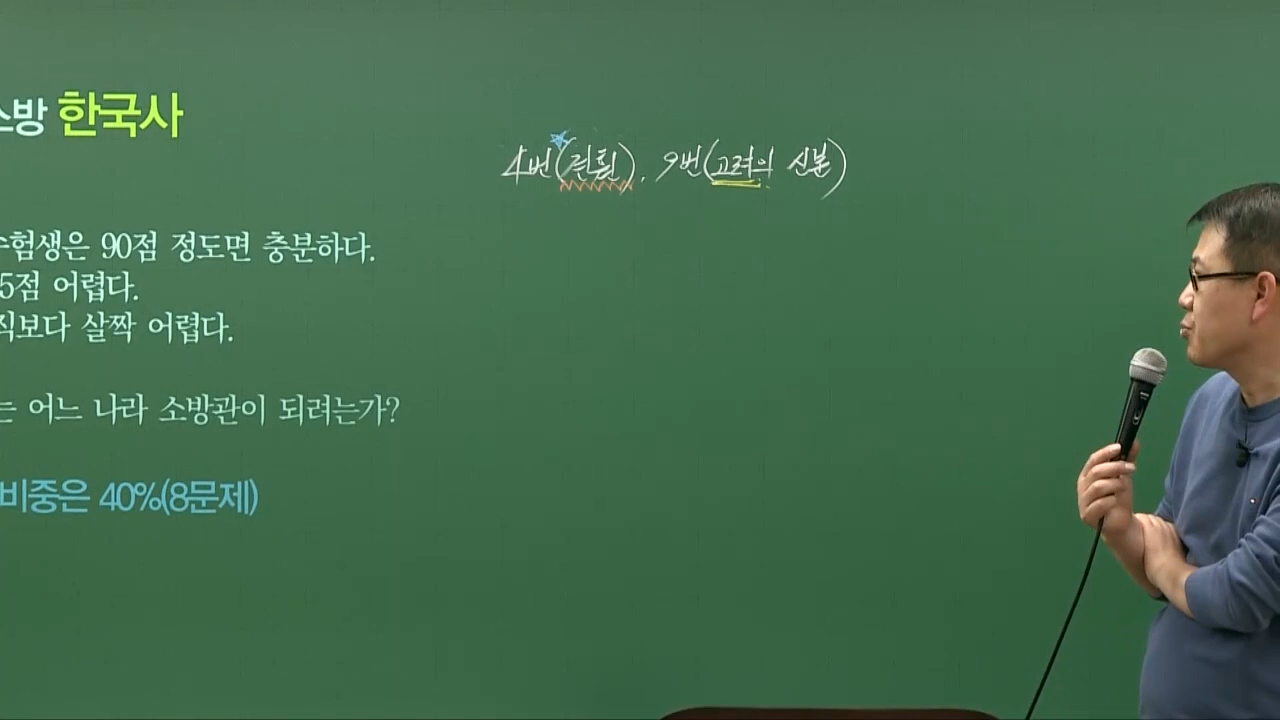 소방 한국사
4번(견훤), 9번(고려의 신분)
수험생은 90점 정도면 충분하다.
5점 어렵다.
직보다 살짝 어렵다.
는 어느 나라 소방관이 되려는가?
비중은 40%(8문제)